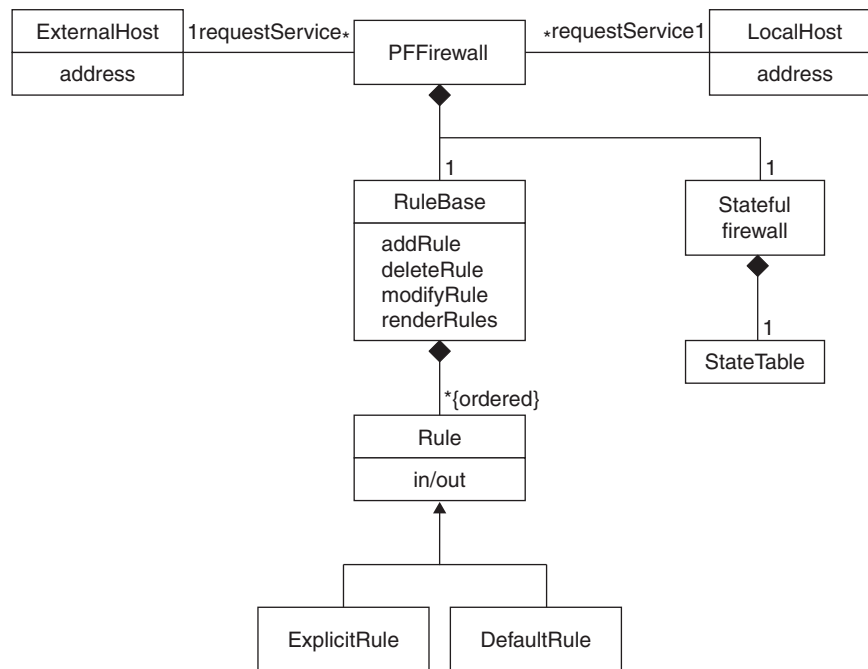 ExternalHost
address
1requestService*
PFFirewall
*requestService1
LocalHost
address
1
1
RuleBase
addRule
deleteRule
modifyRule
renderRules
Stateful
firewall
1
StateTable
*{ordered}
Rule
in/out
ExplicitRule
DefaultRule